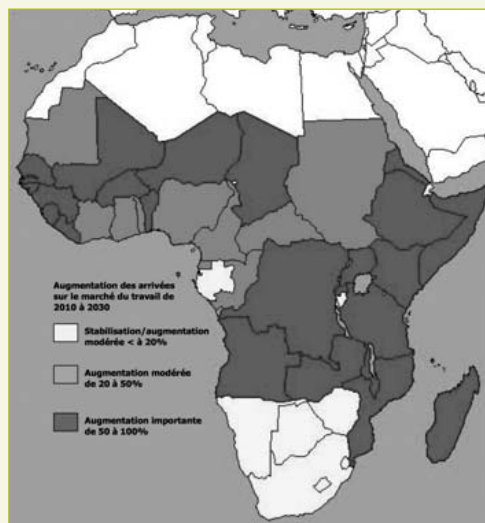 Augmentation des arrivées
sur le marché du travail de
2010 à 2030
Stabilisation/augmentation
modérée < à 20%
Augmentation modérée
de 20 à 50%
Augmentation importante
de 50 à 100%